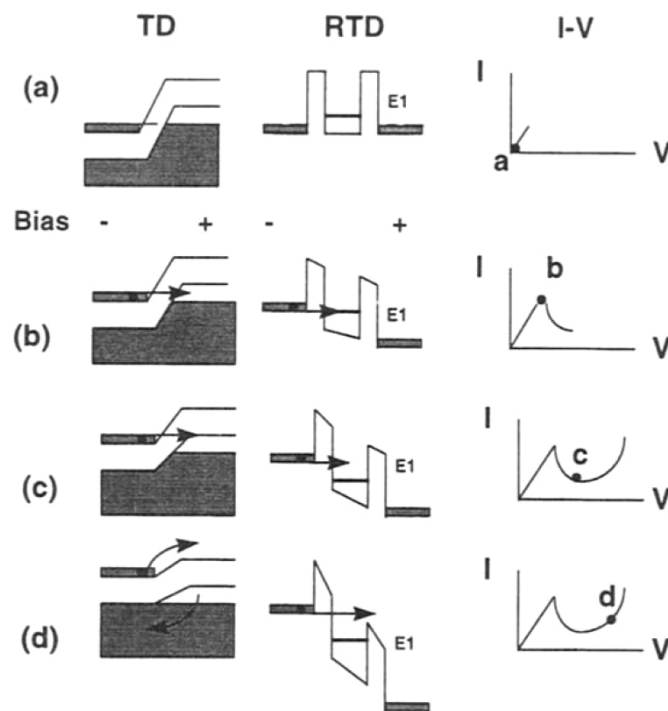 TD RTD I-V
(a) E1 I
a V
Bias - + - +
I b
(b) E1 V
I
c
(c) E1 V
I d
(d) E1 V